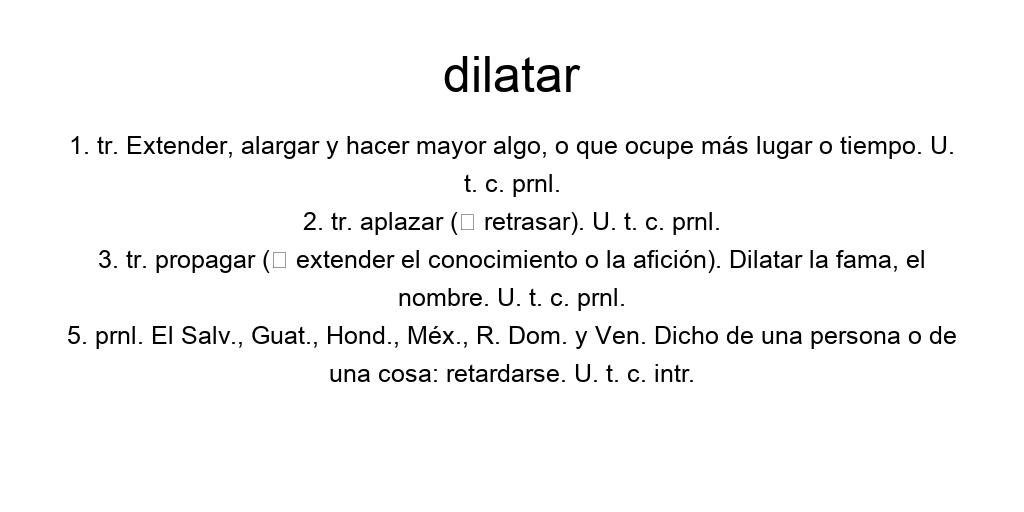 dilatar
1. tr. Extender, alargar y hacer mayor algo, o que ocupe más lugar o tiempo. U.
t. c. prnl.
2. tr. aplazar (□ retrasar). U. t. c. prnl.
3. tr. propagar (□ extender el conocimiento o la afición). Dilatar la fama, el
nombre. U. t. c. prnl.
5. prnl. El Salv., Guat., Hond., Méx., R. Dom. y Ven. Dicho de una persona o de
una cosa: retardarse. U. t. c. intr.